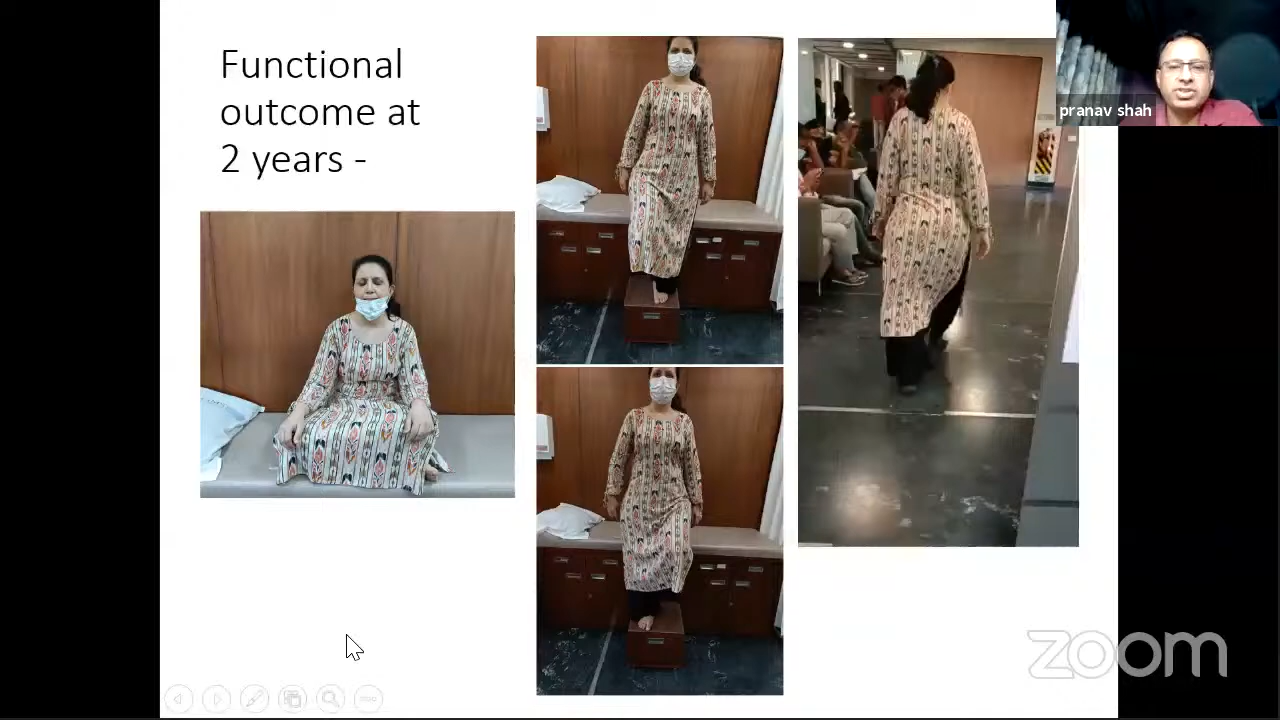 Functional
outcome at
2 years -
pranav shah
zoom